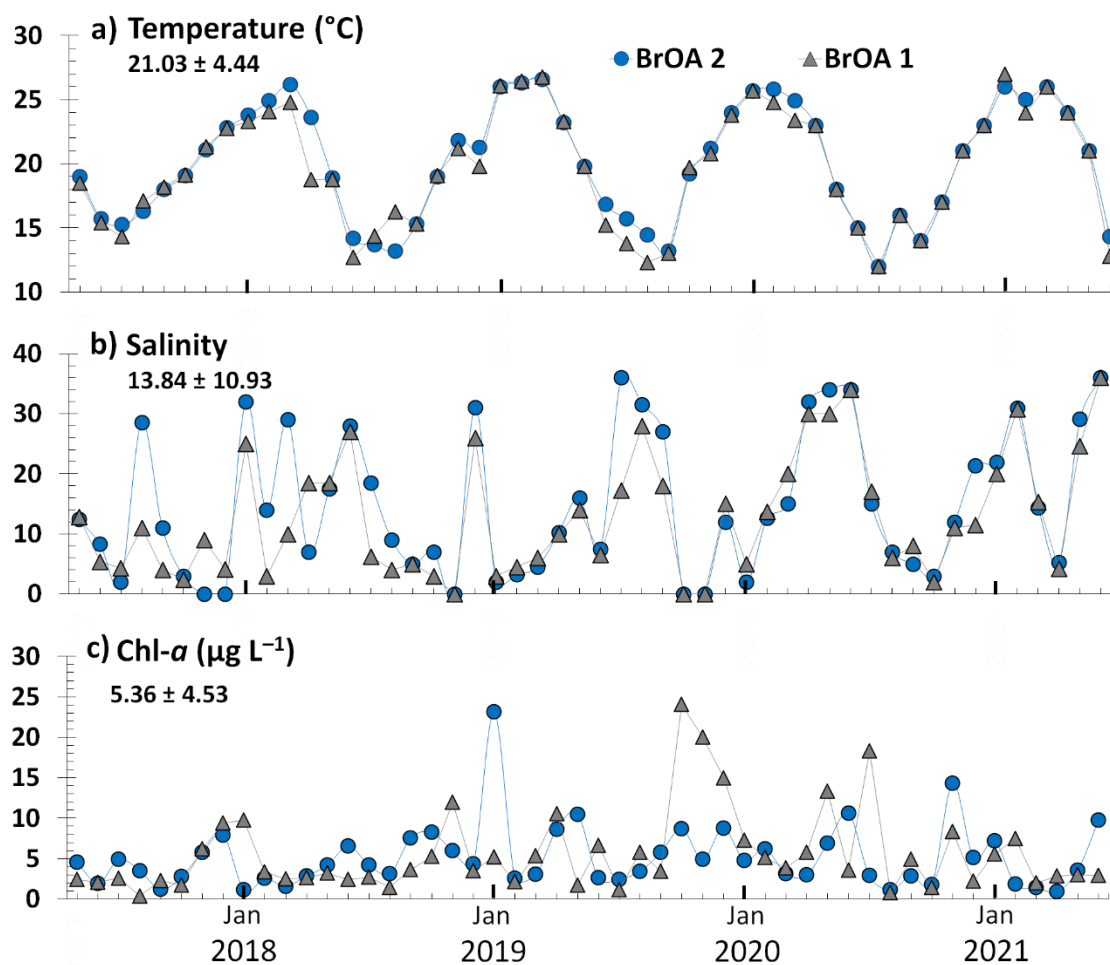 a) Temperature (°C)
21.03 ± 4.44
BrOA 2
BrOA 1
30
25
20
15
10
b) Salinity
13.84 ± 10.93
40
30
20
10
0
c) Chl-a (µg L⁻¹)
5.36 ± 4.53
30
25
20
15
10
5
0
Jan Jan Jan Jan
2018 2019 2020 2021